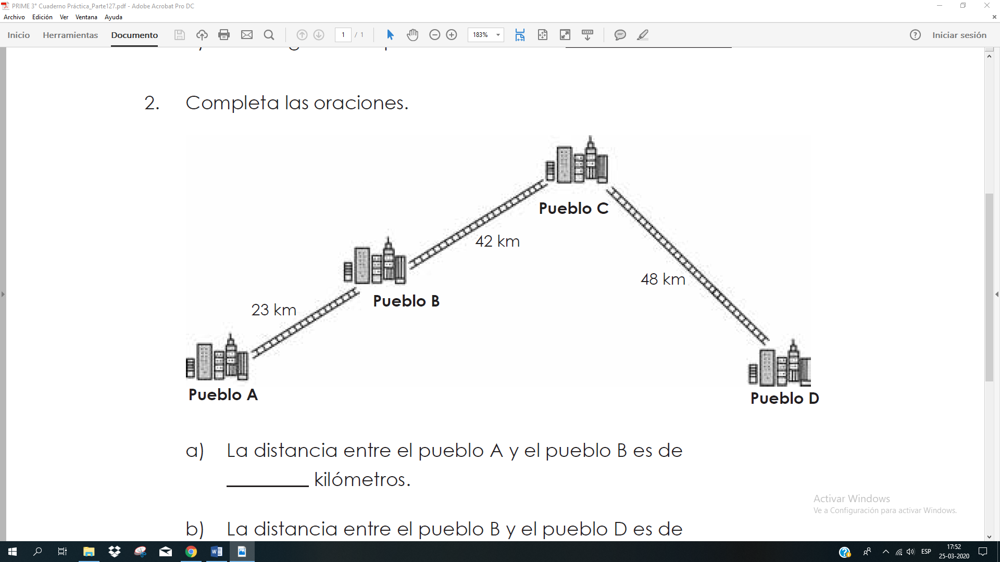 PRIME 3° Cuaderno Práctica_Parte127.pdf - Adobe Acrobat Pro DC
Archivo Edición Ver Ventana Ayuda
Inicio Herramientas Documento 1 / 1 183% Iniciar sesión
2. Completa las oraciones.
Pueblo C
42 km
48 km
Pueblo B
23 km
Pueblo A
Pueblo D
a) La distancia entre el pueblo A y el pueblo B es de
________ kilómetros.
Activar Windows
Ve a Configuración para activar Windows.
b) La distancia entre el pueblo B y el pueblo D es de
ESP
17:52
25-03-2020